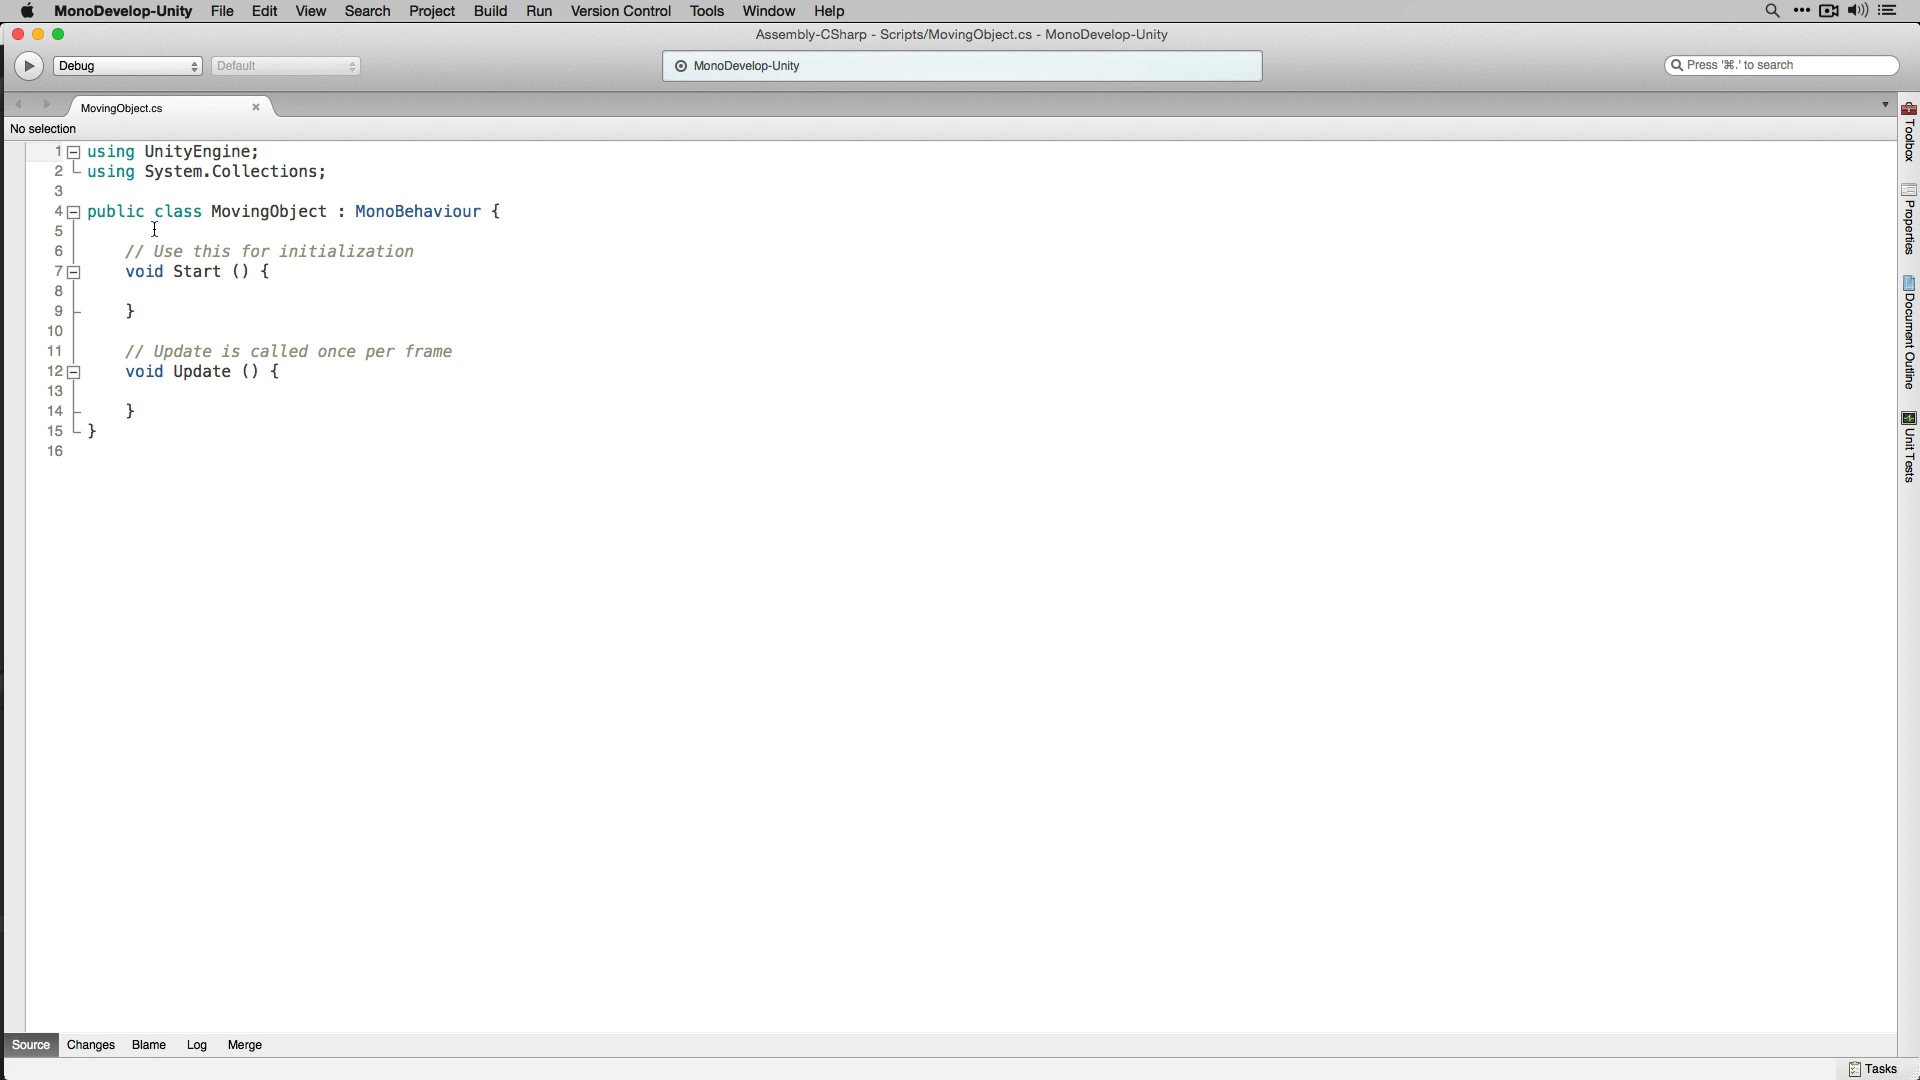 MonoDevelop-Unity File Edit View Search Project Build Run Version Control Tools Window Help
Assembly-CSharp - Scripts/MovingObject.cs - MonoDevelop-Unity
Debug Default MonoDevelop-Unity Press '⌘.' to search
MovingObject.cs
No selection
1 using UnityEngine;
2 using System.Collections;
3
4 public class MovingObject : MonoBehaviour {
5
6 // Use this for initialization
7 void Start () {
8
9 }
10
11 // Update is called once per frame
12 void Update () {
13
14 }
15 }
16
Toolbox
Properties
Document Outline
Unit Tests
Source Changes Blame Log Merge
Tasks